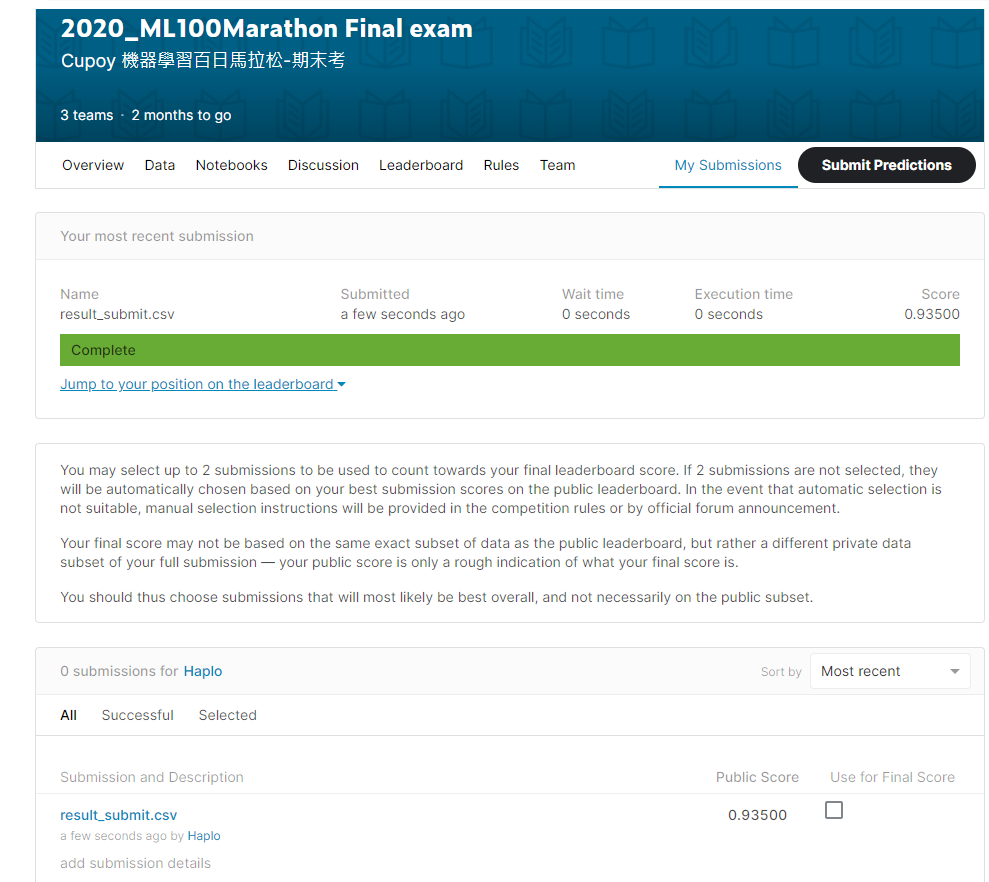 2020_ML100Marathon Final exam
Cupoy 機器學習百日馬拉松-期末考
3 teams · 2 months to go
Overview Data Notebooks Discussion Leaderboard Rules Team My Submissions Submit Predictions
Your most recent submission
Name Submitted Wait time Execution time Score
result_submit.csv a few seconds ago 0 seconds 0 seconds 0.93500
Complete
Jump to your position on the leaderboard
You may select up to 2 submissions to be used to count towards your final leaderboard score. If 2 submissions are not selected, they
will be automatically chosen based on your best submission scores on the public leaderboard. In the event that automatic selection is
not suitable, manual selection instructions will be provided in the competition rules or by official forum announcement.
Your final score may not be based on the same exact subset of data as the public leaderboard, but rather a different private data
subset of your full submission — your public score is only a rough indication of what your final score is.
You should thus choose submissions that will most likely be best overall, and not necessarily on the public subset.
0 submissions for Haplo Sort by Most recent
All Successful Selected
Submission and Description Public Score Use for Final Score
result_submit.csv 0.93500
a few seconds ago by Haplo
add submission details